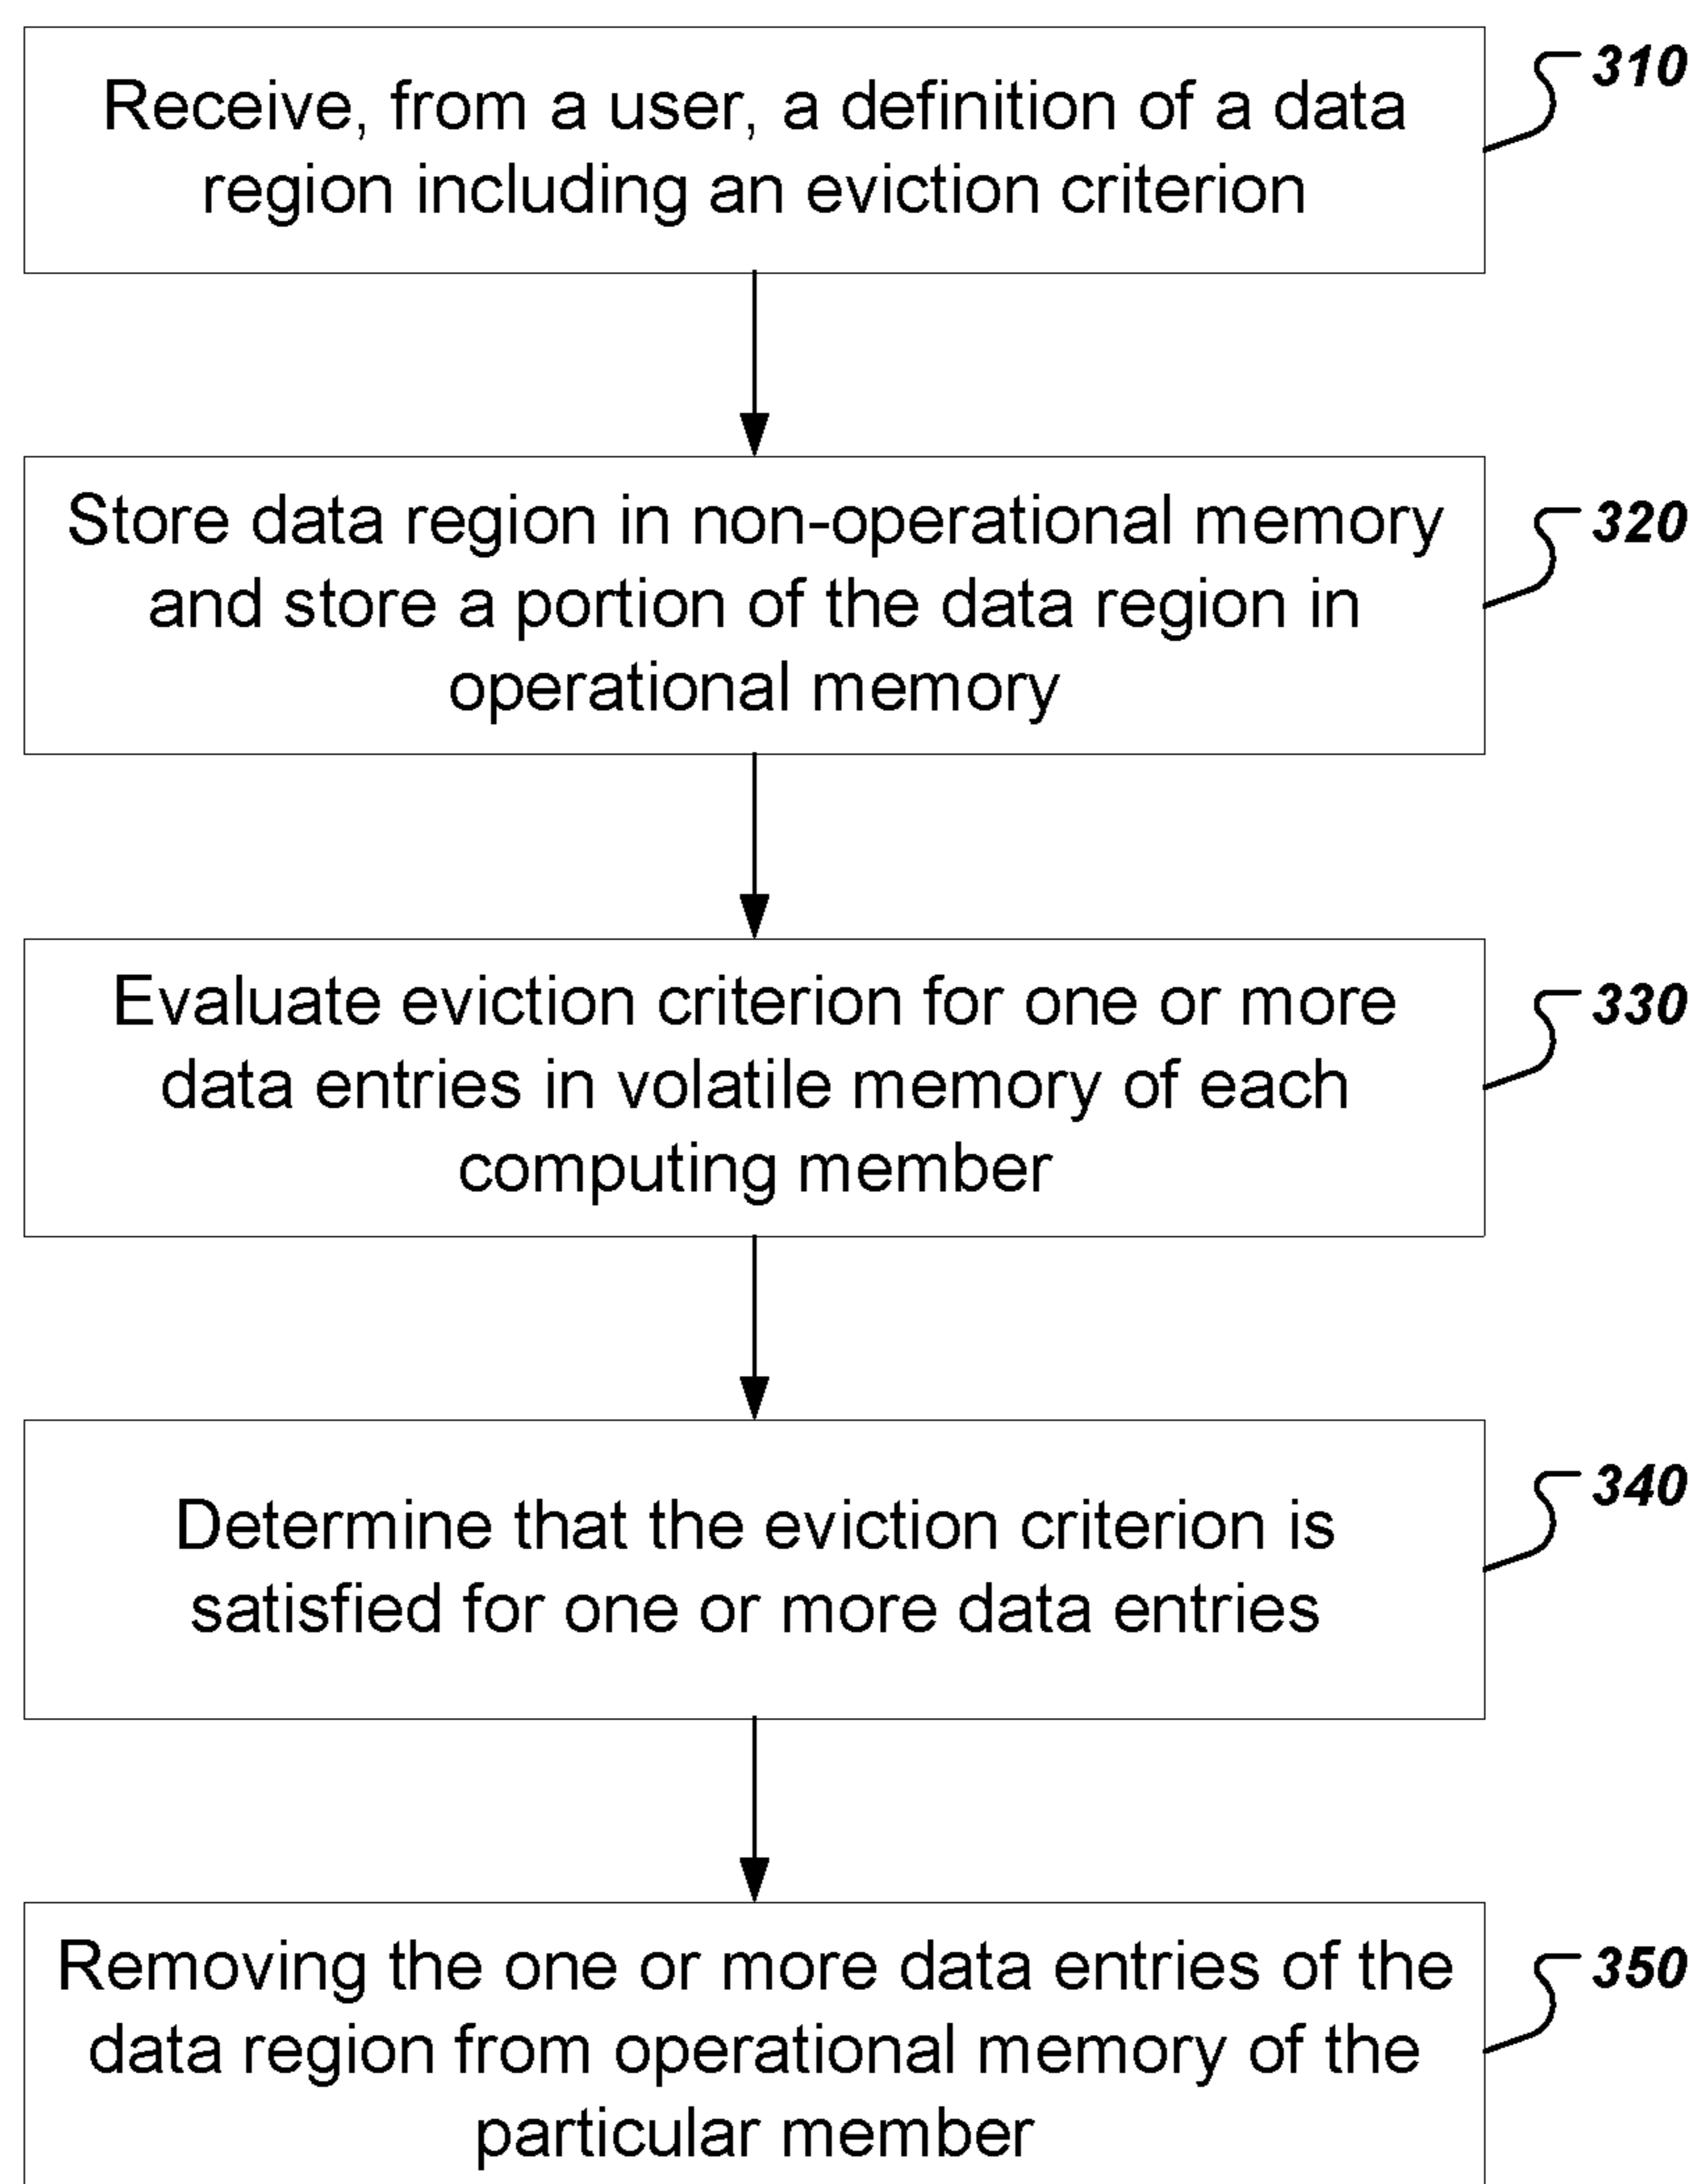 Receive, from a user, a definition of a data
region including an eviction criterion
310
Store data region in non-operational memory
and store a portion of the data region in
operational memory
320
Evaluate eviction criterion for one or more
data entries in volatile memory of each
computing member
330
Determine that the eviction criterion is
satisfied for one or more data entries
340
Removing the one or more data entries of the
data region from operational memory of the
particular member
350